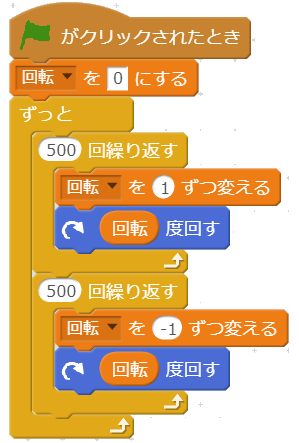 がクリックされたとき
回転 を 0 にする
ずっと
500 回繰り返す
回転 を 1 ずつ変える
回転 度回す
500 回繰り返す
回転 を -1 ずつ変える
回転 度回す